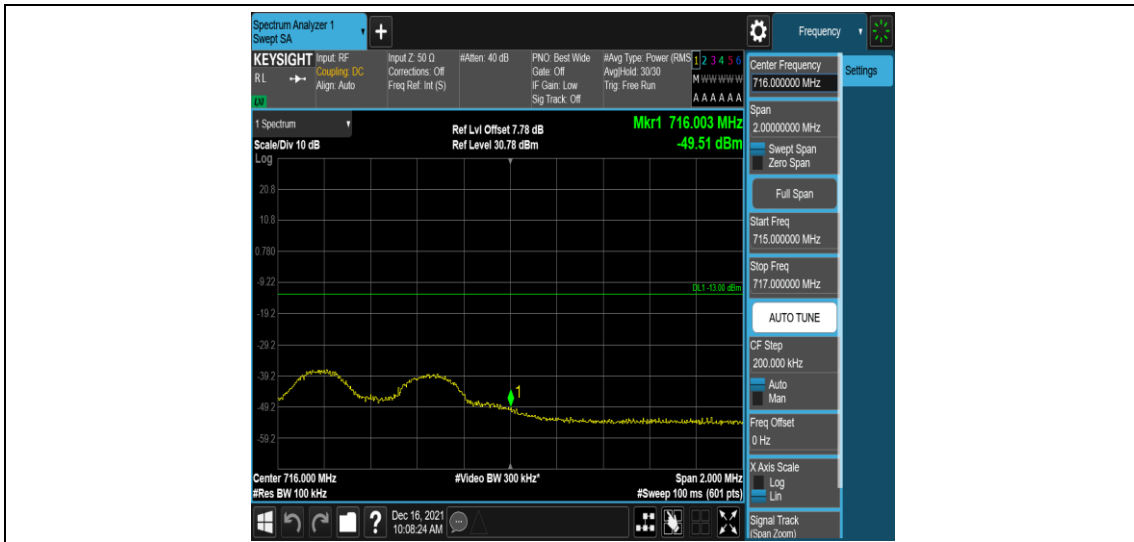 Spectrum Analyzer 1
Swept SA
+
Frequency
KEYSIGHT
RL
LXI
Input: RF
Coupling: DC
Align: Auto
Input Z: 50 Ω
Corrections: Off
Freq Ref: Int (S)
#Atten: 40 dB
PNO: Best Wide
Gate: Off
IF Gain: Low
Sig Track: Off
#Avg Type: Power (RMS
Avg|Hold: 30/30
Trig: Free Run
1 2 3 4 5 6
M W W W W W
A A A A A A
1 Spectrum
Scale/Div 10 dB
Log
Ref Lvl Offset 7.78 dB
Ref Level 30.78 dBm
Mkr1 716.003 MHz
-49.51 dBm
20.8
10.8
0.780
-9.22
DL1 -13.00 dBm
-19.2
-29.2
-39.2
1
-49.2
-59.2
Center 716.000 MHz
#Video BW 300 kHz*
Span 2.000 MHz
#Res BW 100 kHz
#Sweep 100 ms (601 pts)
?
Dec 16, 2021
10:08:24 AM
Center Frequency
716.000000 MHz
Settings
Span
2.00000000 MHz
Swept Span
Zero Span
Full Span
Start Freq
715.000000 MHz
Stop Freq
717.000000 MHz
AUTO TUNE
CF Step
200.000 kHz
Auto
Man
Freq Offset
0 Hz
X Axis Scale
Log
Lin
Signal Track
(Span Zoom)